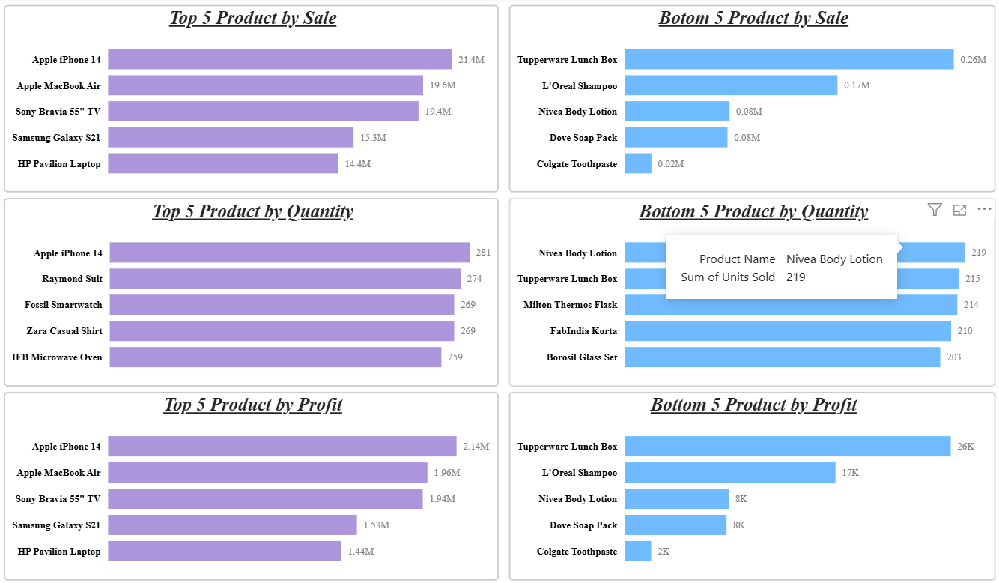 Top 5 Product by Sale
Apple iPhone 14 21.4M
Apple MacBook Air 19.6M
Sony Bravia 55" TV 19.4M
Samsung Galaxy S21 15.3M
HP Pavilion Laptop 14.4M
Botom 5 Product by Sale
Tupperware Lunch Box 0.26M
L'Oreal Shampoo 0.17M
Nivea Body Lotion 0.08M
Dove Soap Pack 0.08M
Colgate Toothpaste 0.02M
Top 5 Product by Quantity
Apple iPhone 14 281
Raymond Suit 274
Fossil Smartwatch 269
Zara Casual Shirt 269
IFB Microwave Oven 259
Bottom 5 Product by Quantity
Nivea Body Lotion 219
Tupperware Lunch Box 215
Milton Thermos Flask 214
FabIndia Kurta 210
Borosil Glass Set 203
Product Name Nivea Body Lotion
Sum of Units Sold 219
Top 5 Product by Profit
Apple iPhone 14 2.14M
Apple MacBook Air 1.96M
Sony Bravia 55" TV 1.94M
Samsung Galaxy S21 1.53M
HP Pavilion Laptop 1.44M
Bottom 5 Product by Profit
Tupperware Lunch Box 26K
L'Oreal Shampoo 17K
Nivea Body Lotion 8K
Dove Soap Pack 8K
Colgate Toothpaste 2K